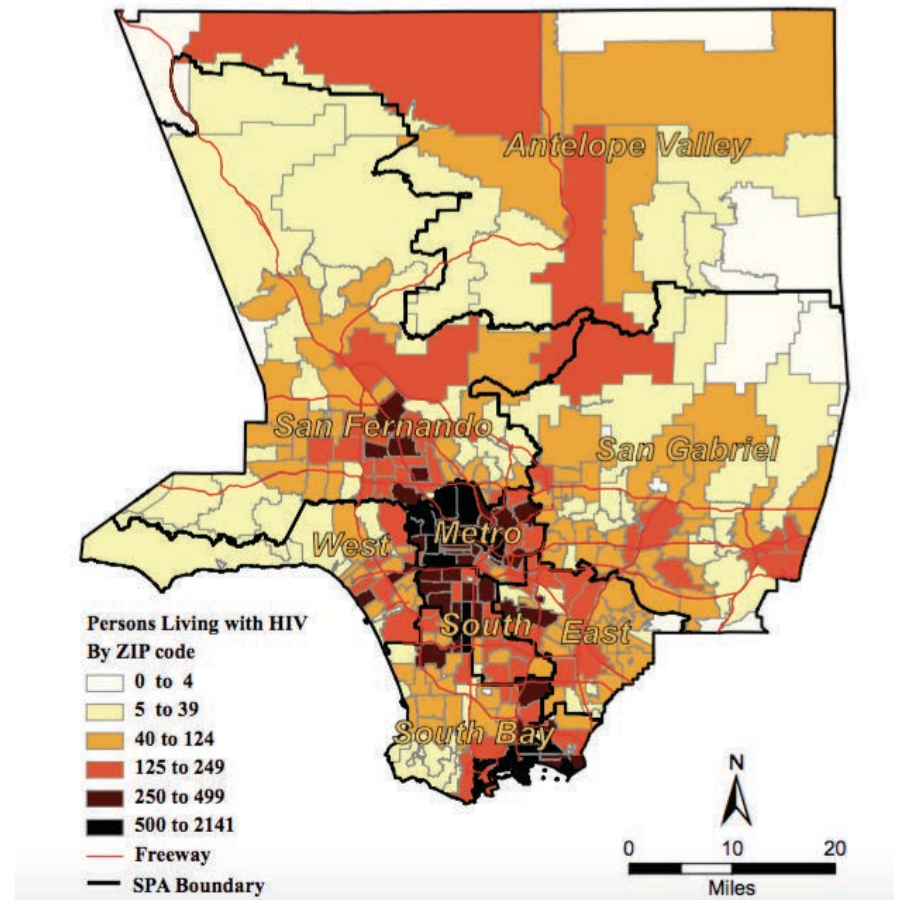 Antelope Valley
San Fernando
San Gabriel
West
Metro
South
East
South Bay
Persons Living with HIV
By ZIP code
0 to 4
5 to 39
40 to 124
125 to 249
250 to 499
500 to 2141
Freeway
SPA Boundary
N
0 10 20
Miles